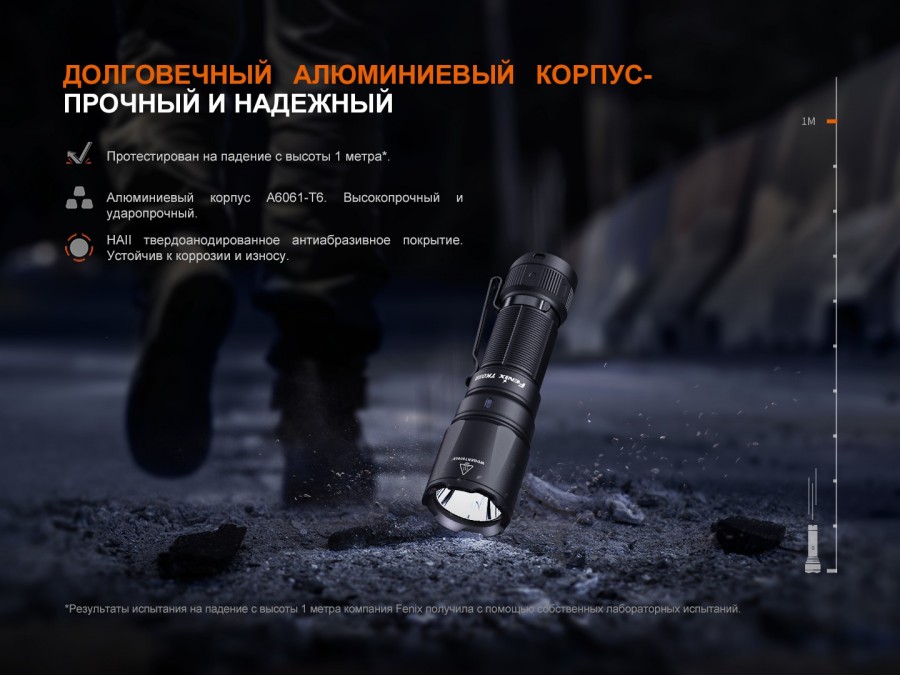 ДОЛГОВЕЧНЫЙ АЛЮМИНИЕВЫЙ КОРПУС-
ПРОЧНЫЙ И НАДЕЖНЫЙ
1M
Протестирован на падение с высоты 1 метра*.
Алюминиевый корпус A6061-T6. Высокопрочный и
ударопрочный.
HAII твердоанодированное антиабразивное покрытие.
Устойчив к коррозии и износу.
Fenix
*Результаты испытания на падение с высоты 1 метра компания Fenix получила с помощью собственных лабораторных испытаний.